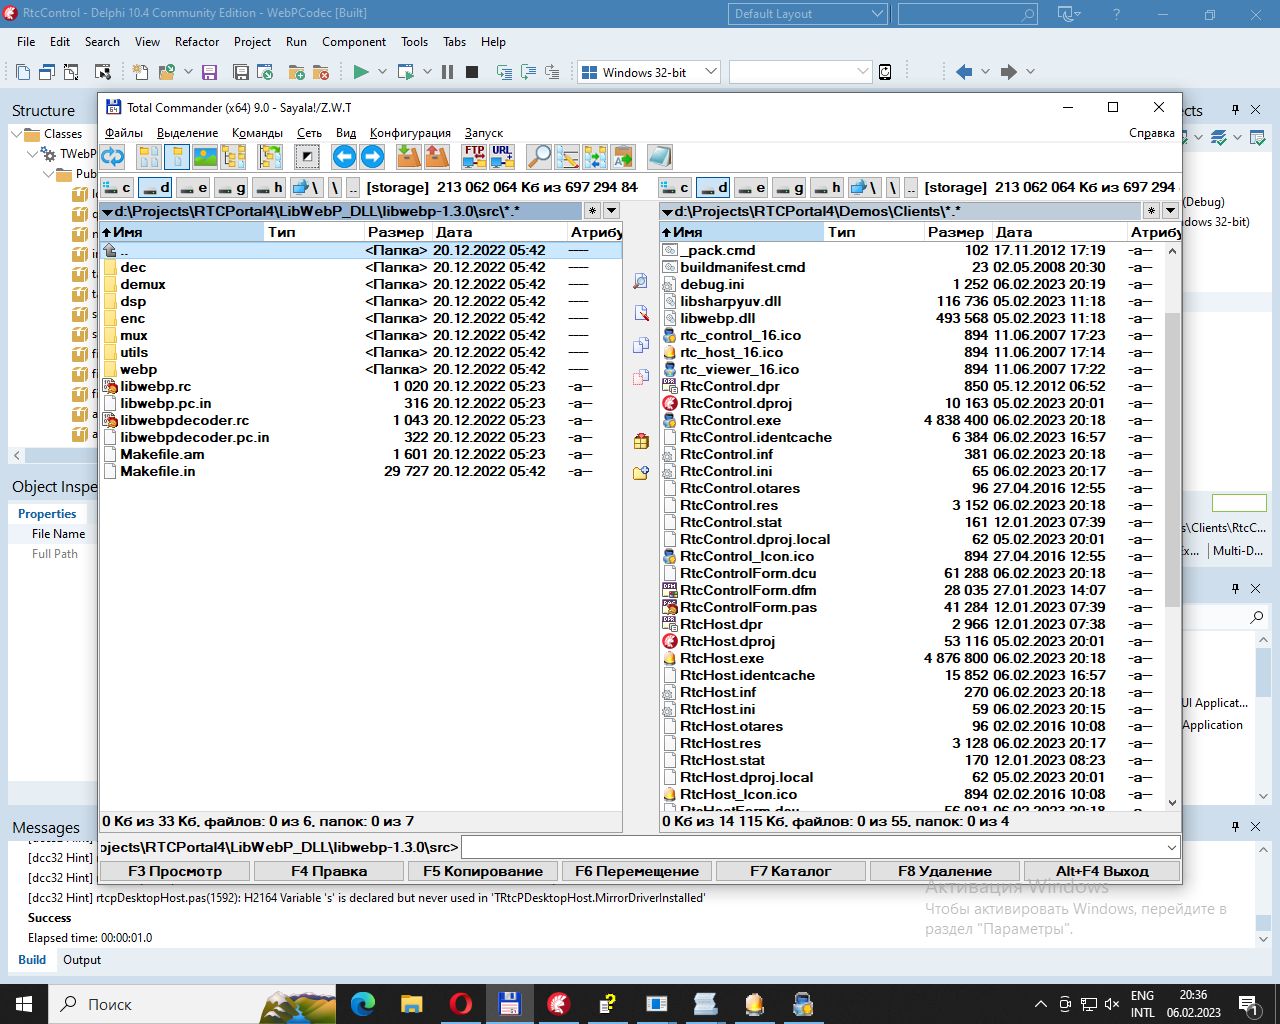 RtcControl - Delphi 10.4 Community Edition - WebPCodec [Built]
Default Layout
File Edit Search View Refactor Project Run Component Tools Tabs Help
Windows 32-bit
Structure
Classes
TWebP
Pub
Total Commander (x64) 9.0 - Sayala!/Z.W.T
Файлы Выделение Команды Сеть Вид Конфигурация Запуск Справка
FTP URL
c d e g h \ \ .. [storage] 213 062 064 Кб из 697 294 84
c d e g h \ \ .. [storage] 213 062 064 Кб из 697 294
d:\Projects\RTCPortal4\LibWebP_DLL\libwebp-1.3.0\src\*.*
Имя Тип Размер Дата Атрибу
.. <Папка> 20.12.2022 05:42 ----
dec <Папка> 20.12.2022 05:42 ----
demux <Папка> 20.12.2022 05:42 ----
dsp <Папка> 20.12.2022 05:42 ----
enc <Папка> 20.12.2022 05:42 ----
mux <Папка> 20.12.2022 05:42 ----
utils <Папка> 20.12.2022 05:42 ----
webp <Папка> 20.12.2022 05:42 ----
libwebp.rc 1 020 20.12.2022 05:23 -a--
libwebp.pc.in 316 20.12.2022 05:23 -a--
libwebpdecoder.rc 1 043 20.12.2022 05:23 -a--
libwebpdecoder.pc.in 322 20.12.2022 05:23 -a--
Makefile.am 1 601 20.12.2022 05:23 -a--
Makefile.in 29 727 20.12.2022 05:42 -a--
0 Кб из 33 Кб, файлов: 0 из 6, папок: 0 из 7
d:\Projects\RTCPortal4\Demos\Clients\*.*
Имя Тип Размер Дата Атрибу
_pack.cmd 102 17.11.2012 17:19 -a--
buildmanifest.cmd 23 02.05.2008 20:30 -a--
debug.ini 1 252 06.02.2023 20:19 -a--
libsharpyuv.dll 116 736 05.02.2023 11:18 -a--
libwebp.dll 493 568 05.02.2023 11:18 -a--
rtc_control_16.ico 894 11.06.2007 17:23 -a--
rtc_host_16.ico 894 11.06.2007 17:14 -a--
rtc_viewer_16.ico 894 11.06.2007 17:22 -a--
RtcControl.dpr 850 05.12.2012 06:52 -a--
RtcControl.dproj 10 163 05.02.2023 20:01 -a--
RtcControl.exe 4 838 400 06.02.2023 20:18 -a--
RtcControl.identcache 6 384 06.02.2023 16:57 -a--
RtcControl.inf 381 06.02.2023 20:18 -a--
RtcControl.ini 65 06.02.2023 20:17 -a--
RtcControl.otares 96 27.04.2016 12:55 -a--
RtcControl.res 3 152 06.02.2023 20:18 -a--
RtcControl.stat 161 12.01.2023 07:39 -a--
RtcControl.dproj.local 62 05.02.2023 20:01 -a--
RtcControl_Icon.ico 894 27.04.2016 12:55 -a--
RtcControlForm.dcu 61 288 06.02.2023 20:18 -a--
RtcControlForm.dfm 28 035 27.01.2023 14:07 -a--
RtcControlForm.pas 41 284 12.01.2023 07:39 -a--
RtcHost.dpr 2 966 12.01.2023 07:38 -a--
RtcHost.dproj 53 116 05.02.2023 20:01 -a--
RtcHost.exe 4 876 800 06.02.2023 20:18 -a--
RtcHost.identcache 15 852 06.02.2023 16:57 -a--
RtcHost.inf 270 06.02.2023 20:18 -a--
RtcHost.ini 59 06.02.2023 20:15 -a--
RtcHost.otares 96 02.02.2016 10:08 -a--
RtcHost.res 3 128 06.02.2023 20:17 -a--
RtcHost.stat 170 12.01.2023 08:23 -a--
RtcHost.dproj.local 62 05.02.2023 20:01 -a--
RtcHost_Icon.ico 894 02.02.2016 10:08 -a--
RtcHostForm.dcu 56 081 06.02.2023 20:18 -a--
0 Кб из 14 115 Кб, файлов: 0 из 55, папок: 0 из 4
ojects\RTCPortal4\LibWebP_DLL\libwebp-1.3.0\src>
F3 Просмотр F4 Правка F5 Копирование F6 Перемещение F7 Каталог F8 Удаление Alt+F4 Выход
Object Inspe
Properties
File Name
Full Path
ects
(Debug)
dows 32-bit)
s\Clients\RtcC...
Ex... Multi-D...
UI Applicat...
Application
Messages
[dcc32 Hint]
[dcc32 Hint]
[dcc32 Hint]
[dcc32 Hint] rtcpDesktopHost.pas(1592): H2164 Variable 's' is declared but never used in 'TRtcPDesktopHost.MirrorDriverInstalled'
Success
Elapsed time: 00:00:01.0
Build Output
Активация Windows
Чтобы активировать Windows, перейдите в
раздел "Параметры".
Поиск
ENG
INTL
20:36
06.02.2023
1